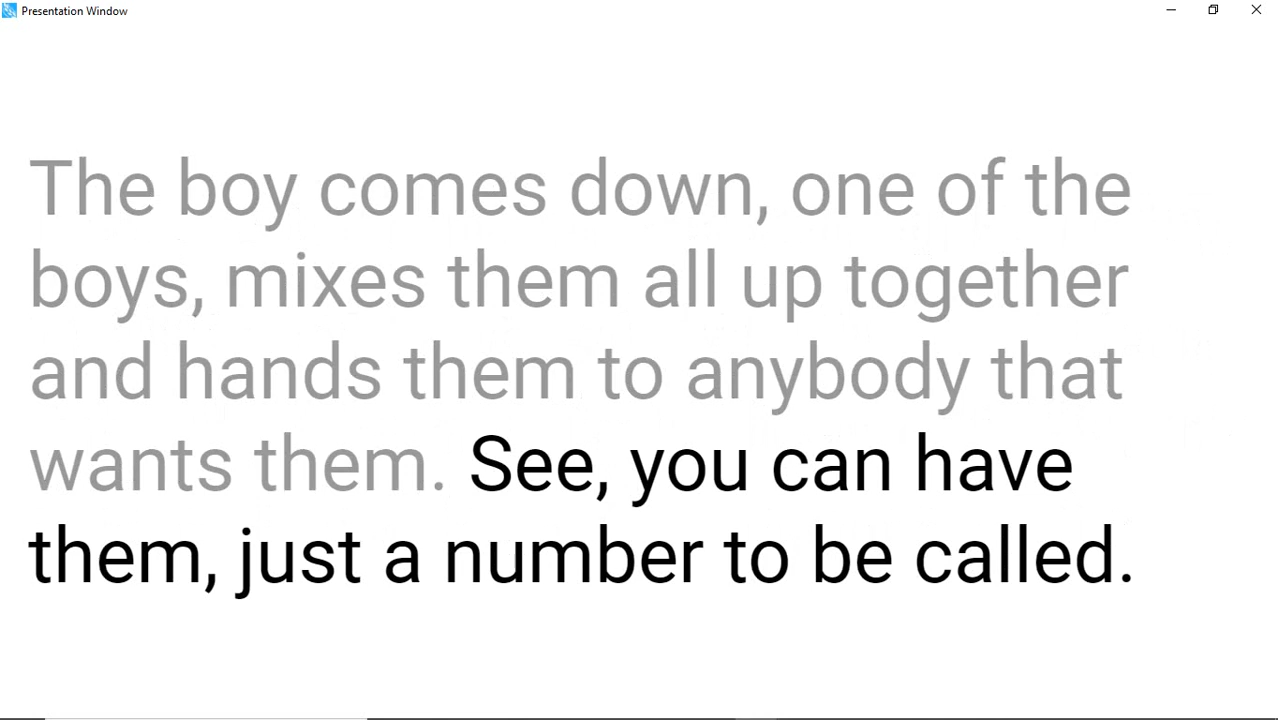 Presentation Window
The boy comes down, one of the
boys, mixes them all up together
and hands them to anybody that
wants them. See, you can have
them, just a number to be called.